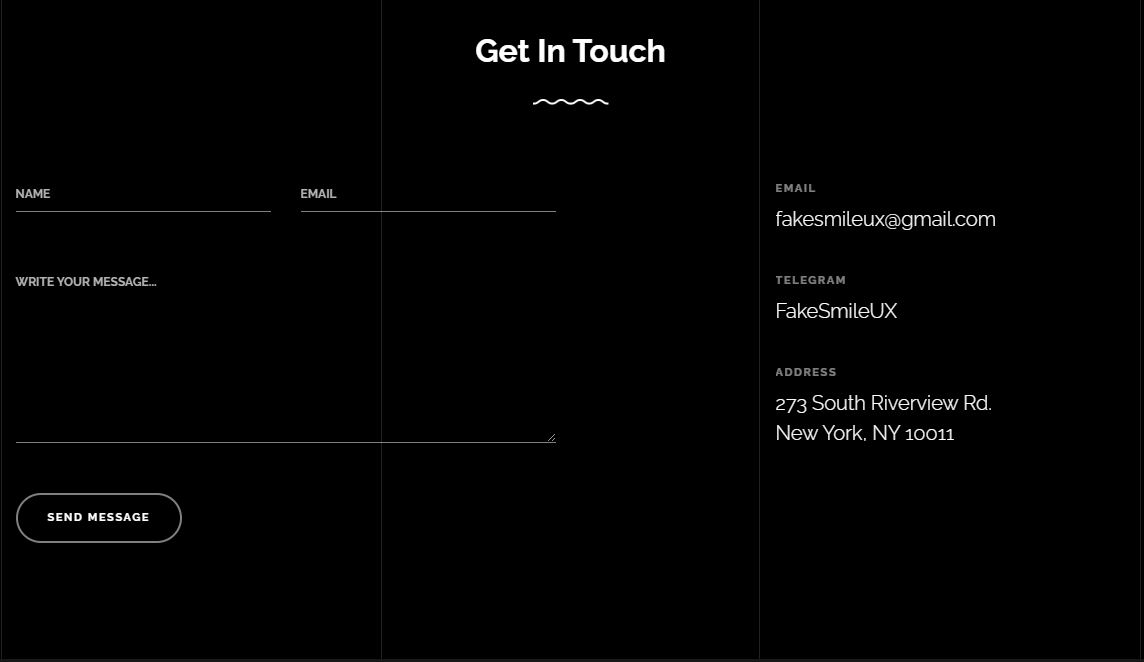 Get In Touch
NAME
EMAIL
WRITE YOUR MESSAGE...
SEND MESSAGE
EMAIL
fakesmileux@gmail.com
TELEGRAM
FakeSmileUX
ADDRESS
273 South Riverview Rd.
New York, NY 10011